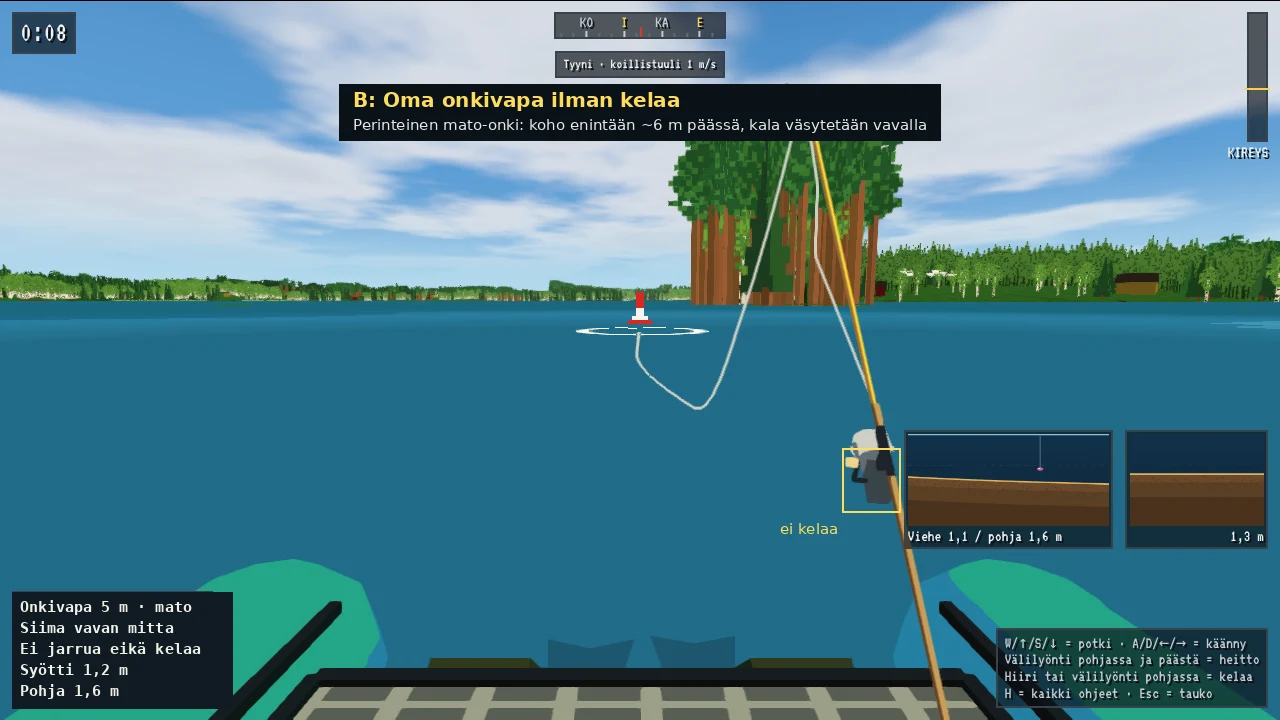 0:08
KO I KA E
Tyyni · koillistuuli 1 m/s
B: Oma onkivapa ilman kelaa
Perinteinen mato-onki: koho enintään ~6 m päässä, kala väsytetään vavalla
KIREYS
ei kelaa
Viehe 1,1 / pohja 1,6 m
1,3 m
Onkivapa 5 m · mato
Siima vavan mitta
Ei jarrua eikä kelaa
Syötti 1,2 m
Pohja 1,6 m
W/↑/S/↓ = potki · A/D/←/→ = käänny
Välilyönti pohjassa ja päästä = heitto
Hiiri tai välilyönti pohjassa = kelaa
H = kaikki ohjeet · Esc = tauko